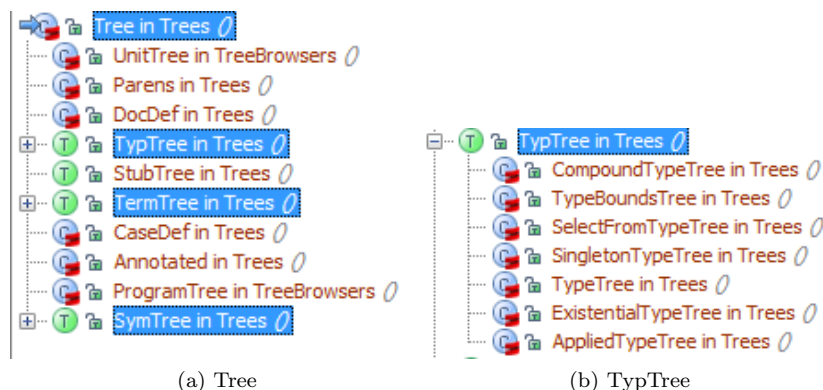 Tree in Trees ()
UnitTree in TreeBrowsers ()
Parens in Trees ()
DocDef in Trees ()
TypTree in Trees ()
StubTree in Trees ()
TermTree in Trees ()
CaseDef in Trees ()
Annotated in Trees ()
ProgramTree in TreeBrowsers ()
SymTree in Trees ()
(a) Tree
TypTree in Trees ()
CompoundTypeTree in Trees ()
TypeBoundsTree in Trees ()
SelectFromTypeTree in Trees ()
SingletonTypeTree in Trees ()
TypeTree in Trees ()
ExistentialTypeTree in Trees ()
AppliedTypeTree in Trees ()
(b) TypTree